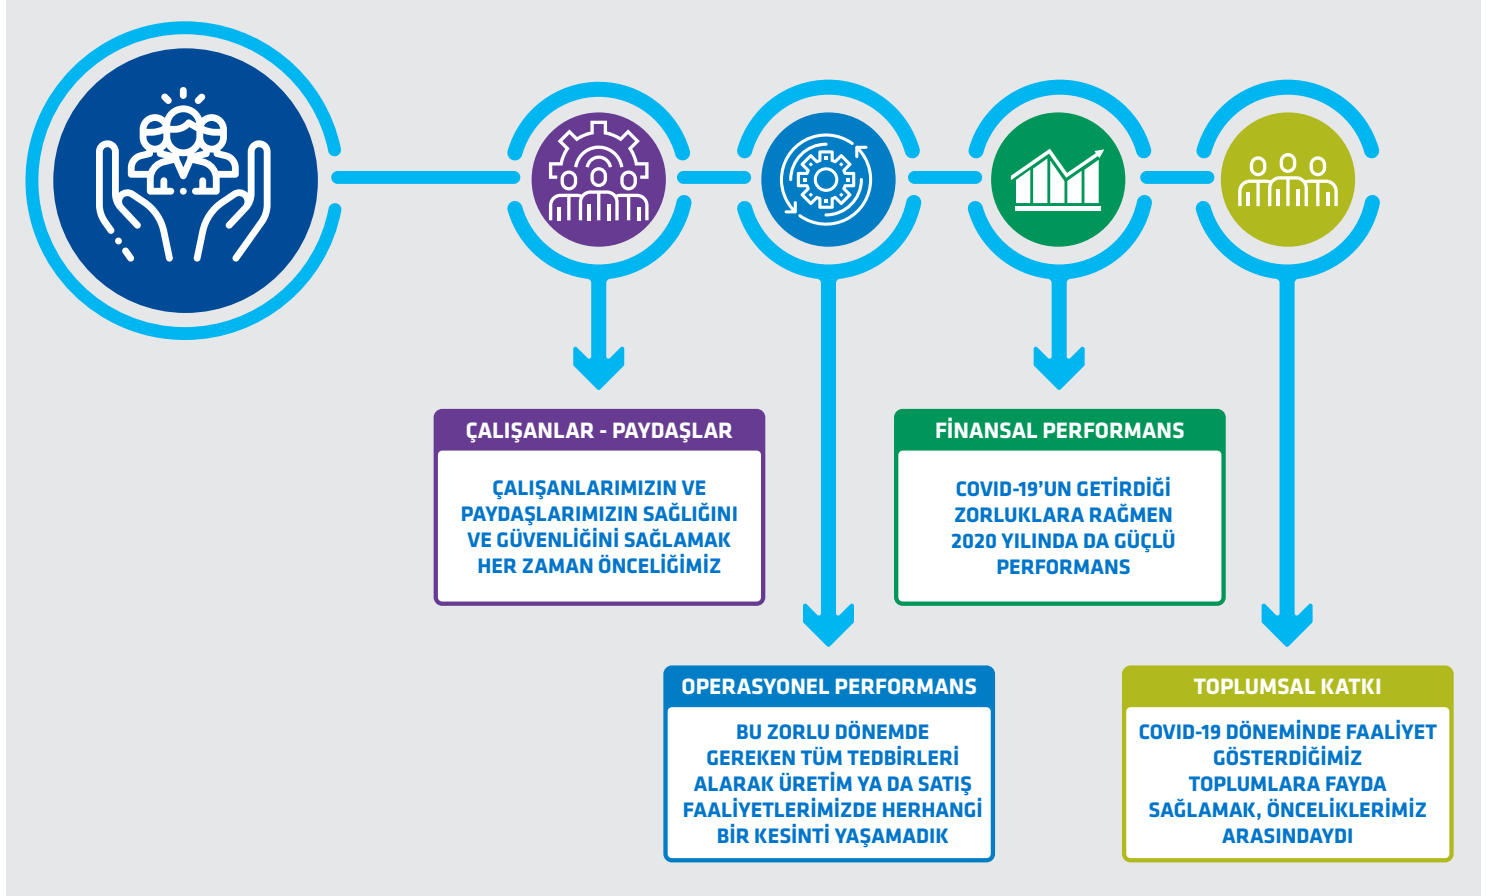 ÇALIŞANLAR - PAYDAŞLAR
ÇALIŞANLARIMIZIN VE
PAYDAŞLARIMIZIN SAĞLIĞINI
VE GÜVENLİĞİNİ SAĞLAMAK
HER ZAMAN ÖNCELİĞİMİZ
OPERASYONEL PERFORMANS
BU ZORLU DÖNEMDE
GEREKEN TÜM TEDBİRLERİ
ALARAK ÜRETİM YA DA SATIŞ
FAALİYETLERİMİZDE HERHANGİ
BİR KESİNTİ YAŞAMADIK
FİNANSAL PERFORMANS
COVID-19’UN GETİRDİĞİ
ZORLUKLARA RAĞMEN
2020 YILINDA DA GÜÇLÜ
PERFORMANS
TOPLUMSAL KATKI
COVID-19 DÖNEMİNDE FAALİYET
GÖSTERDİĞİMİZ
TOPLUMLARA FAYDA
SAĞLAMAK, ÖNCELİKLERİMİZ
ARASINDAYDI